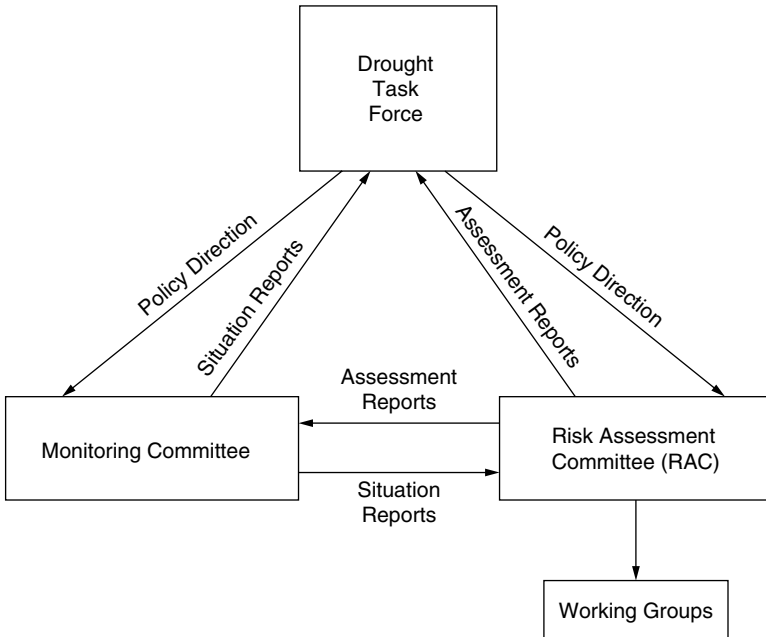 Drought
Task
Force
Policy Direction
Situation Reports
Assessment Reports
Policy Direction
Assessment
Reports
Monitoring Committee
Risk Assessment
Committee (RAC)
Situation
Reports
Working Groups